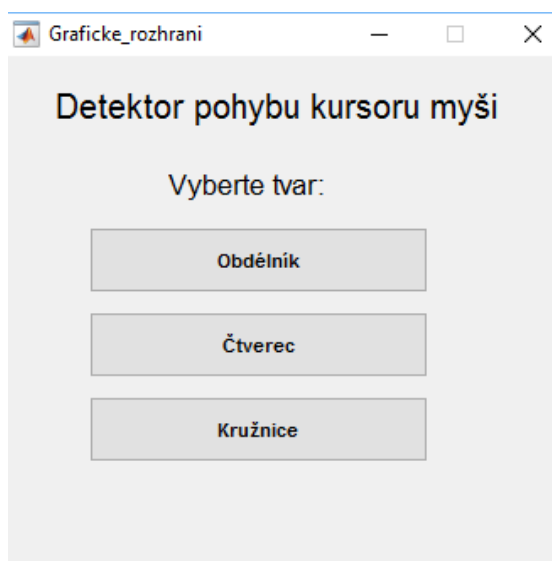 Graficke_rozhrani
Detektor pohybu kursoru myši
Vyberte tvar:
Obdélník
Čtverec
Kružnice